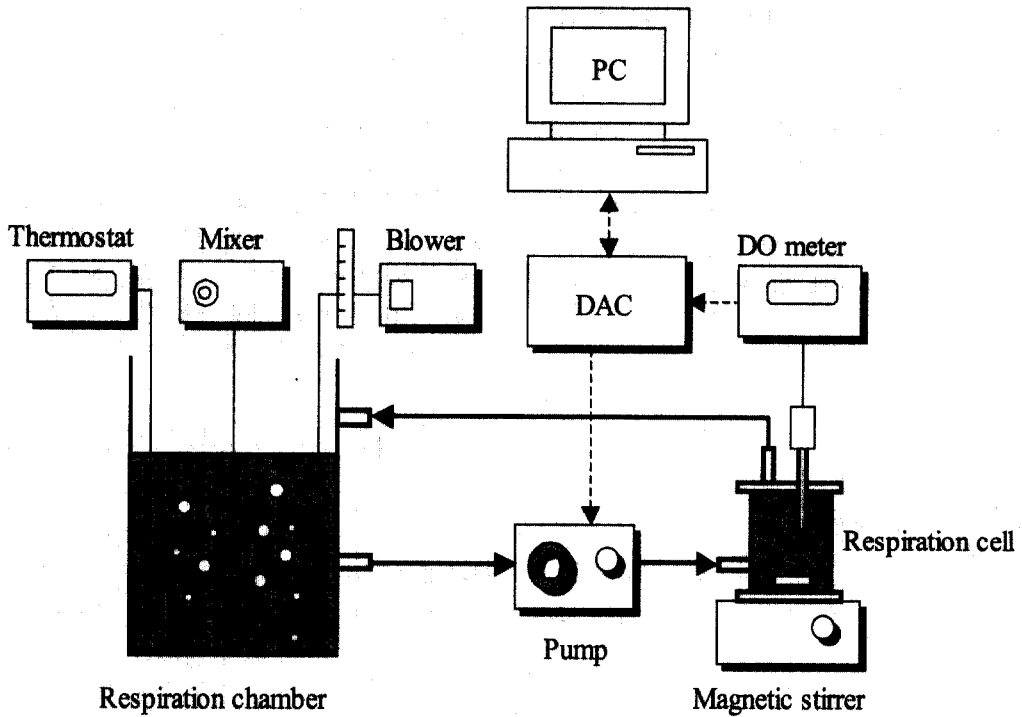 PC
Thermostat
Mixer
Blower
DO meter
DAC
Respiration cell
Pump
Respiration chamber
Magnetic stirrer